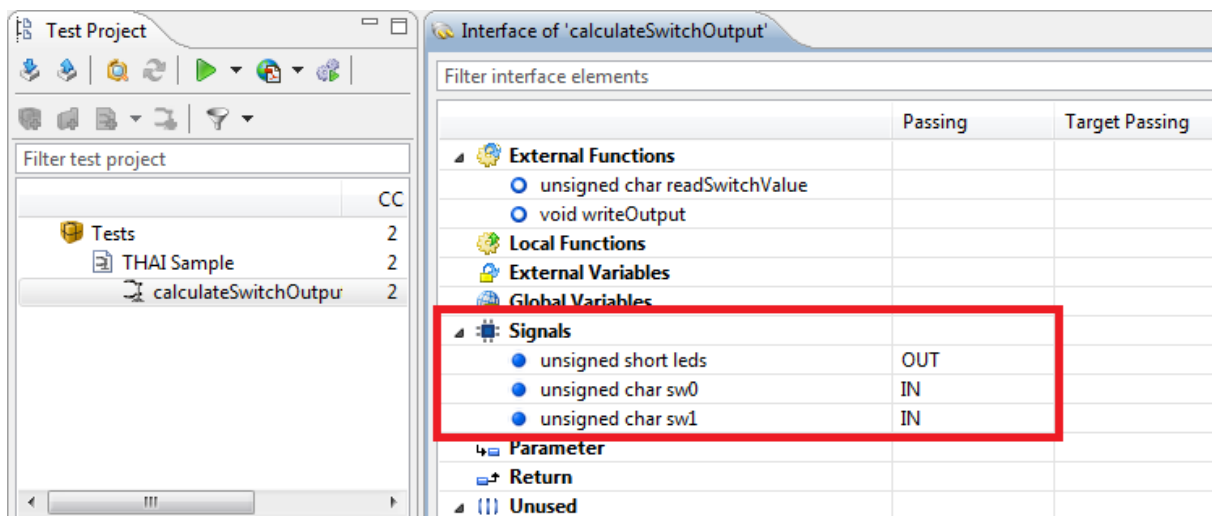 Test Project
Filter test project
CC
Tests 2
THAI Sample 2
calculateSwitchOutpu 2
Interface of 'calculateSwitchOutput'
Filter interface elements
Passing Target Passing
External Functions
unsigned char readSwitchValue
void writeOutput
Local Functions
External Variables
Global Variables
Signals
unsigned short leds OUT
unsigned char sw0 IN
unsigned char sw1 IN
Parameter
Return
Unused